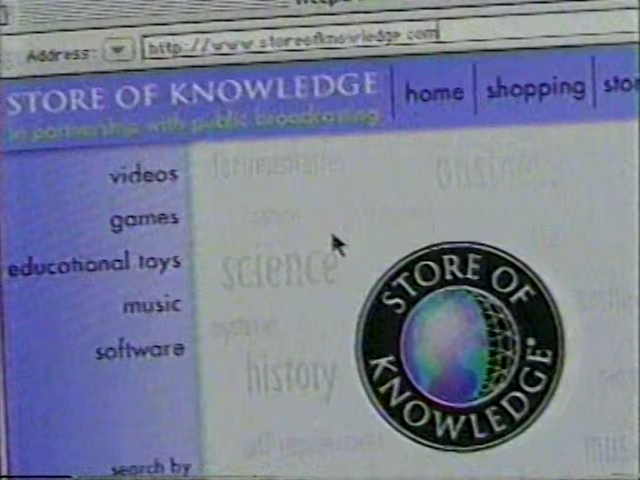 Address: http://www.storeofknowledge.com
STORE OF KNOWLEDGE
in partnership with public broadcasting
home
shopping
videos
games
educational toys
music
software
search by
science
history
STORE OF
KNOWLEDGE®